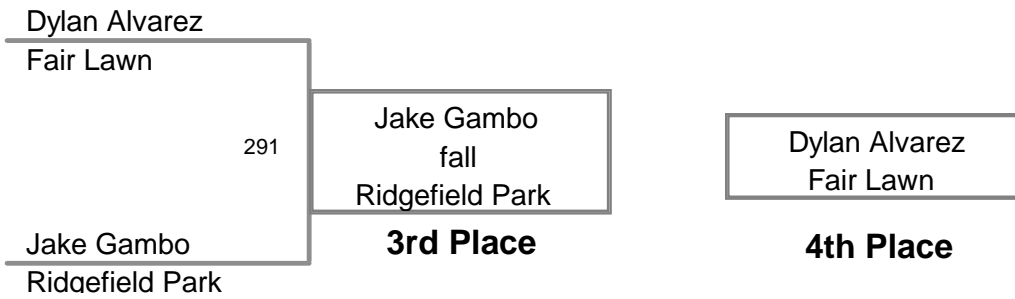 Dylan Alvarez
Fair Lawn
291
Jake Gambo
Ridgefield Park
Jake Gambo
fall
Ridgefield Park
3rd Place
Dylan Alvarez
Fair Lawn
4th Place